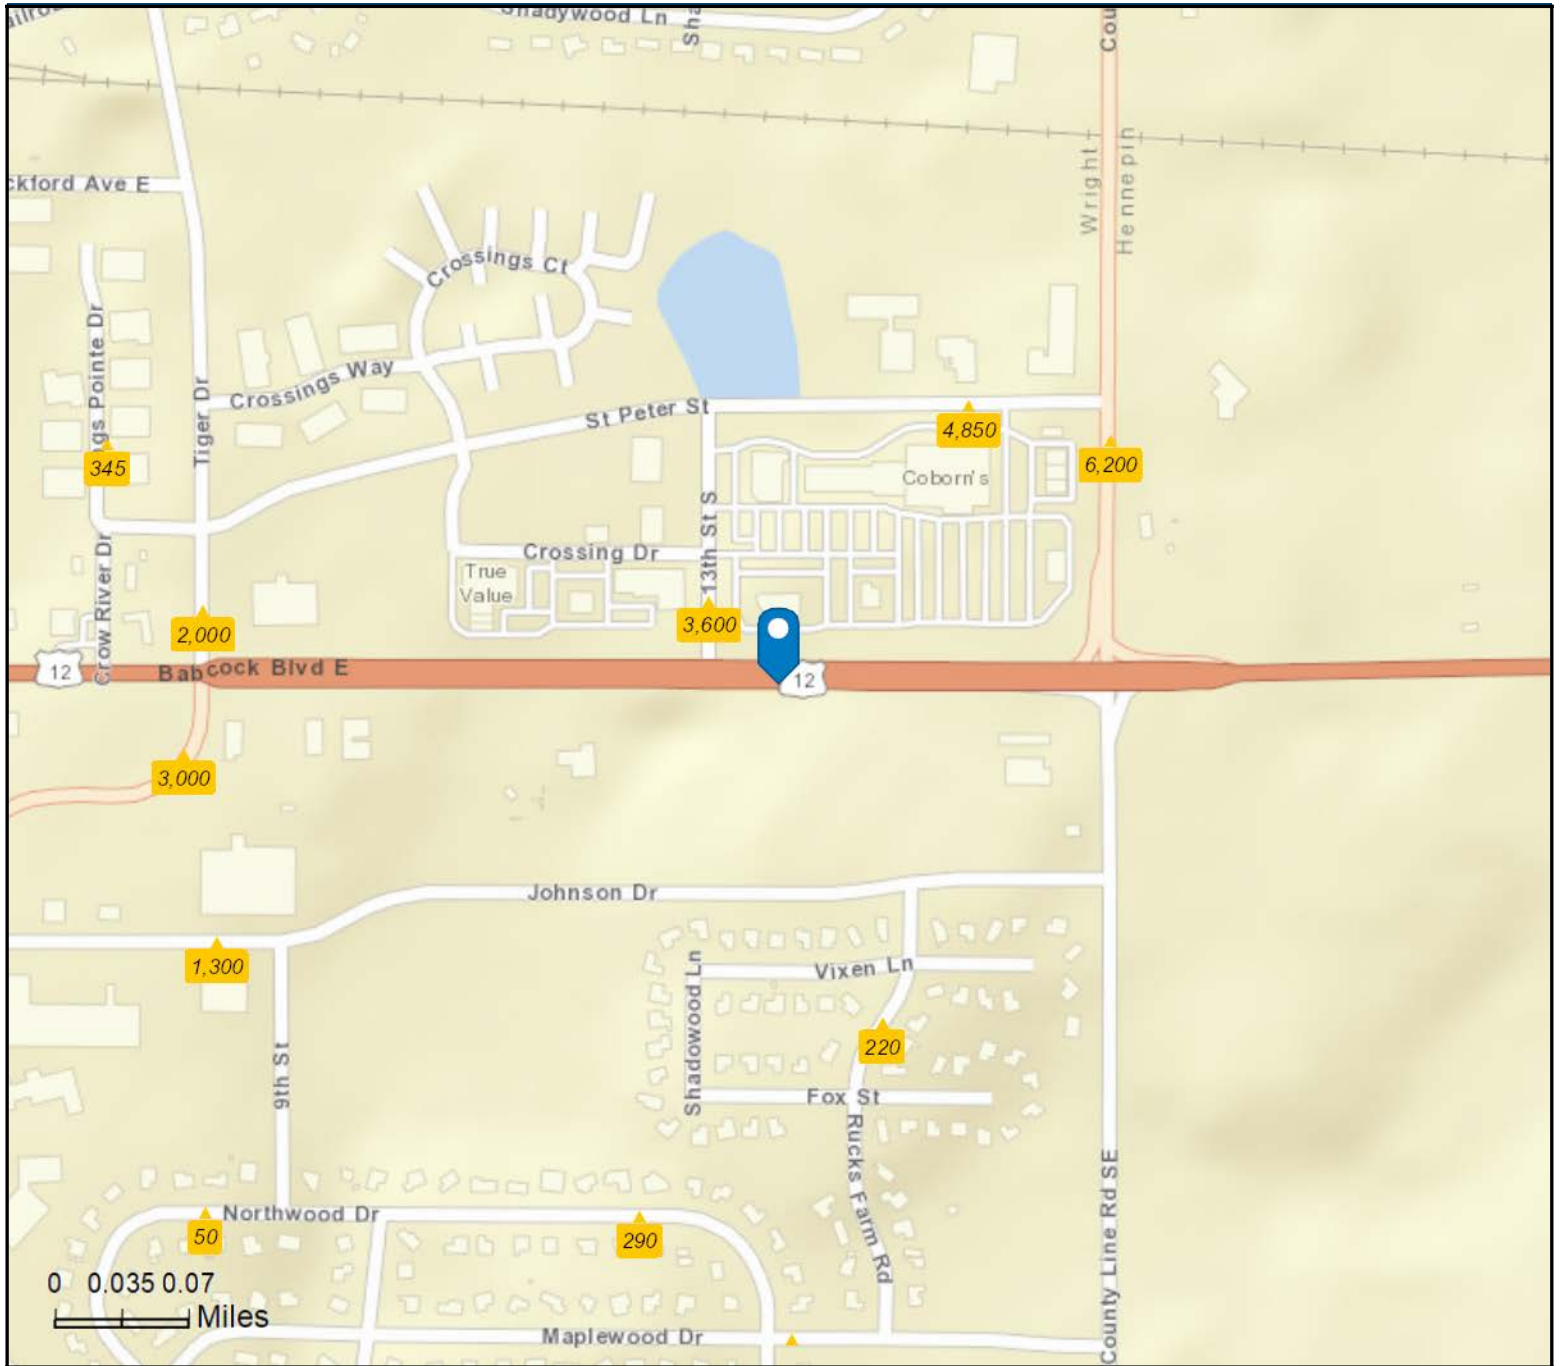 Shadywood Ln
Sha
Cou
Wright
Hennepin
ckford Ave E
Crossings Ct
ngs Pointe Dr
Tiger Dr
Crossings Way
St Peter St
4,850
345
6,200
Coborn's
13th St S
Crossing Dr
True
Value
Crow River Dr
2,000
3,600
12
Babcock Blvd E
12
3,000
Johnson Dr
1,300
Vixen Ln
Shadowood Ln
220
9th St
Fox St
Rucks Farm Rd
County Line Rd SE
Northwood Dr
50
290
0 0.035 0.07
Miles
Maplewood Dr